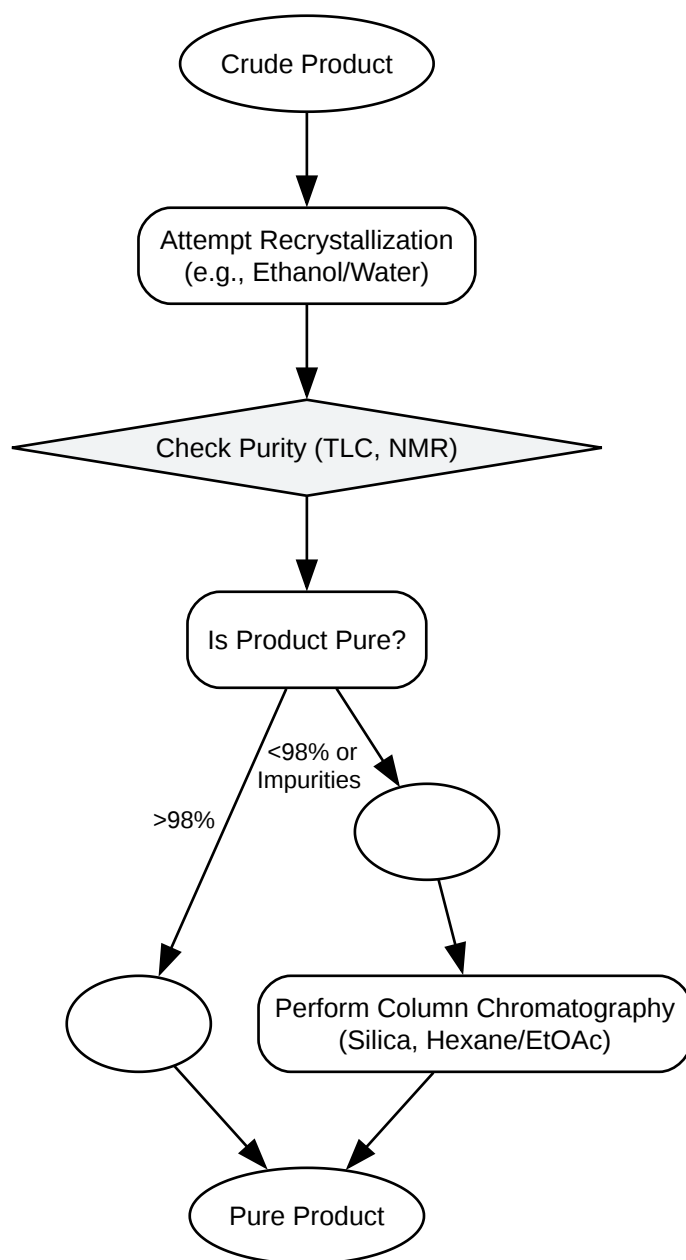 Crude Product
Attempt Recrystallization
(e.g., Ethanol/Water)
Check Purity (TLC, NMR)
Is Product Pure?
<98% or
Impurities
>98%
Perform Column Chromatography
(Silica, Hexane/EtOAc)
Pure Product